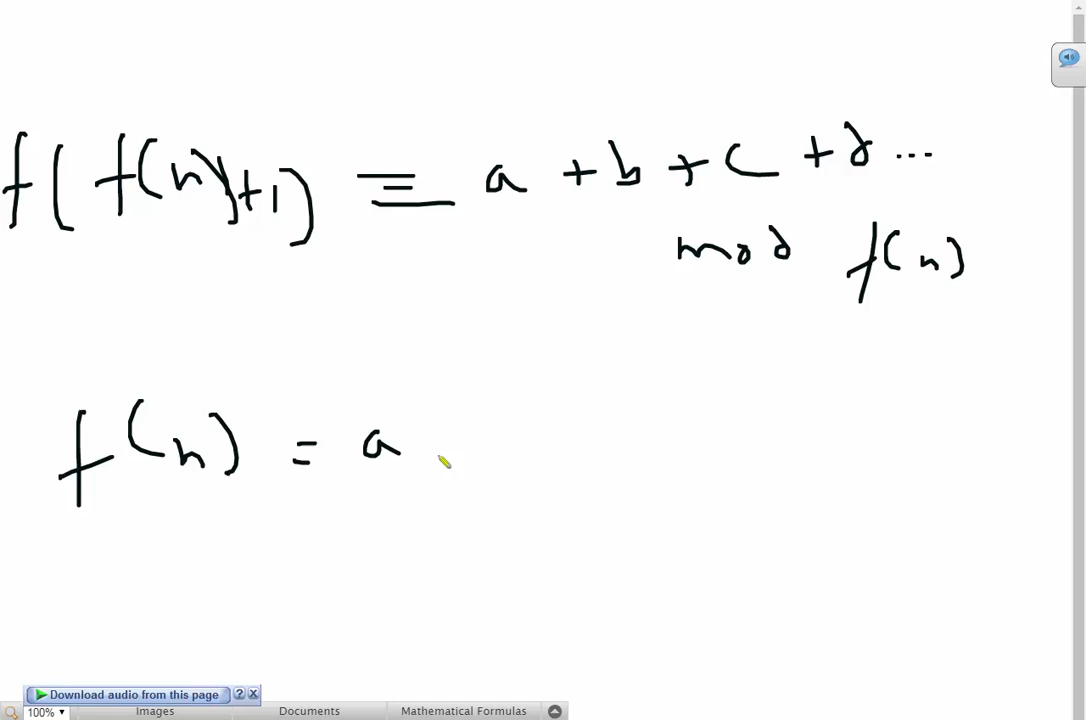 f(f(n)+1) ≡ a + b + c + d ...
mod f(n)
f(n) = a
Download audio from this page ? x
100% ▼ Images Documents Mathematical Formulas